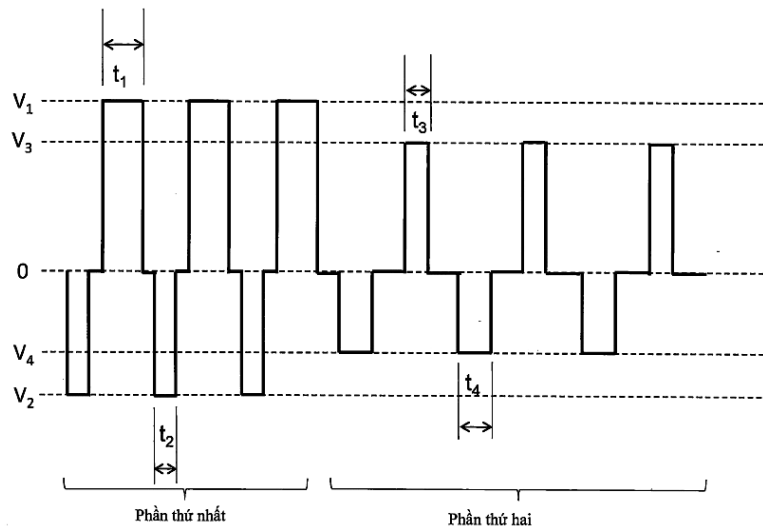 t₁
V₁
t₃
V₃
0
V₄
t₄
V₂
t₂
Phần thứ nhất
Phần thứ hai